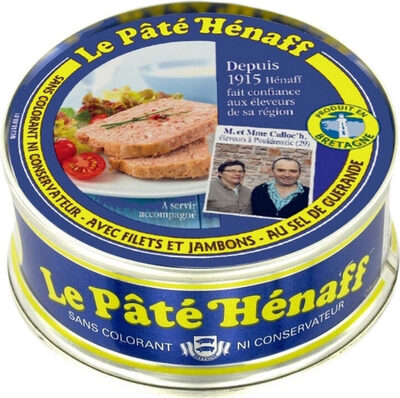 Le Pâté Hénaff
Depuis
1915 Hénaff
fait confiance
aux éleveurs
de sa région
PRODUIT EN
BRETAGNE
M. et Mme Calloc'h,
éleveurs à Pouldreuzic (29)
À servir
accompagné
SANS COLORANT NI CONSERVATEUR - AVEC FILETS ET JAMBONS - AU SEL DE GUERANDE
Le Pâté Hénaff
SANS COLORANT NI CONSERVATEUR